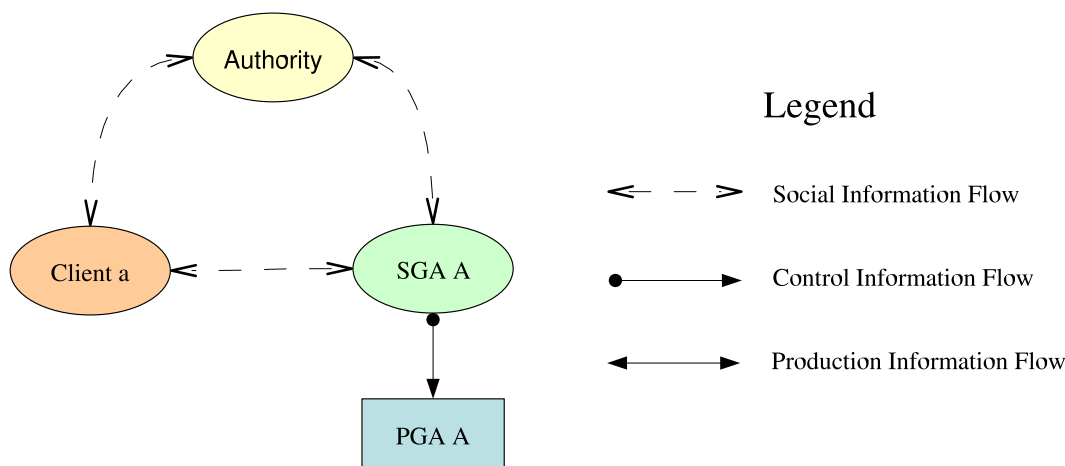 Authority
Legend
Social Information Flow
Client a
SGA A
Control Information Flow
Production Information Flow
PGA A